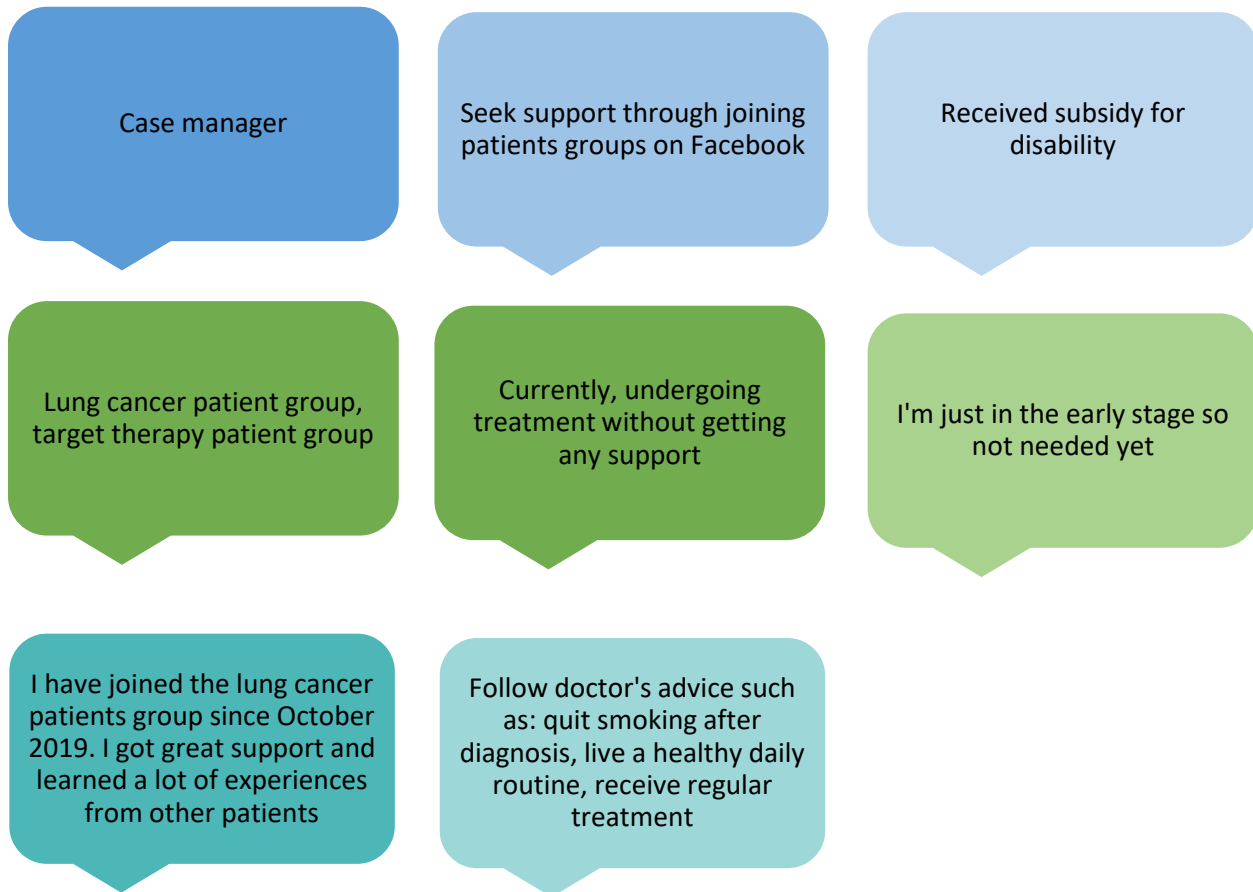 Case manager
Seek support through joining
patients groups on Facebook
Received subsidy for
disability
Lung cancer patient group,
target therapy patient group
Currently, undergoing
treatment without getting
any support
I'm just in the early stage so
not needed yet
I have joined the lung cancer
patients group since October
2019. I got great support and
learned a lot of experiences
from other patients
Follow doctor's advice such
as: quit smoking after
diagnosis, live a healthy daily
routine, receive regular
treatment